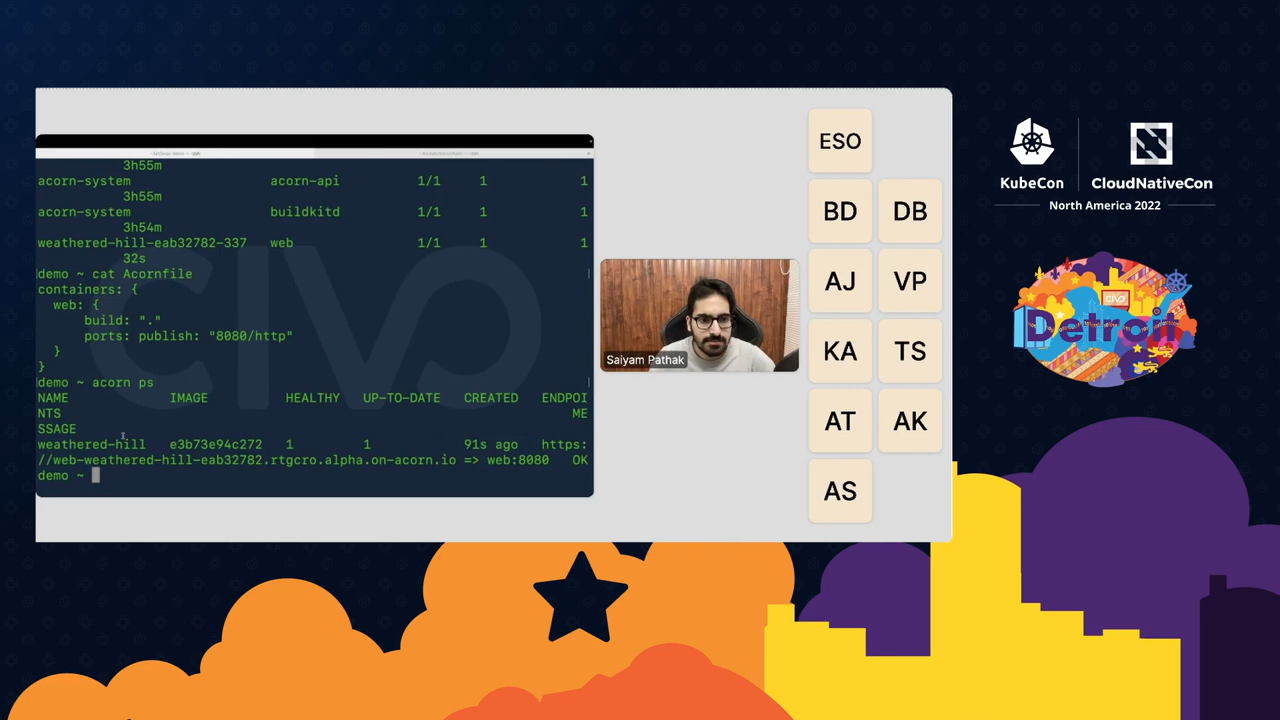 3h55m
acorn-system acorn-api 1/1 1 1
3h55m
acorn-system buildkitd 1/1 1 1
3h54m
weathered-hill-eab32782-337 web 1/1 1 1
32s
demo ~ cat Acornfile
containers: {
web: {
build: "."
ports: publish: "8080/http"
}
}
demo ~ acorn ps
NAME IMAGE HEALTHY UP-TO-DATE CREATED ENDPOI
NTS ME
SSAGE
weathered-hill e3b73e94c272 1 1 91s ago https:
//web-weathered-hill-eab32782.rtgcro.alpha.on-acorn.io => web:8080 OK
demo ~
CIVO
Saiyam Pathak
ESO
BD DB
AJ VP
KA TS
AT AK
AS
KubeCon CloudNativeCon
North America 2022
CIVO
Detroit